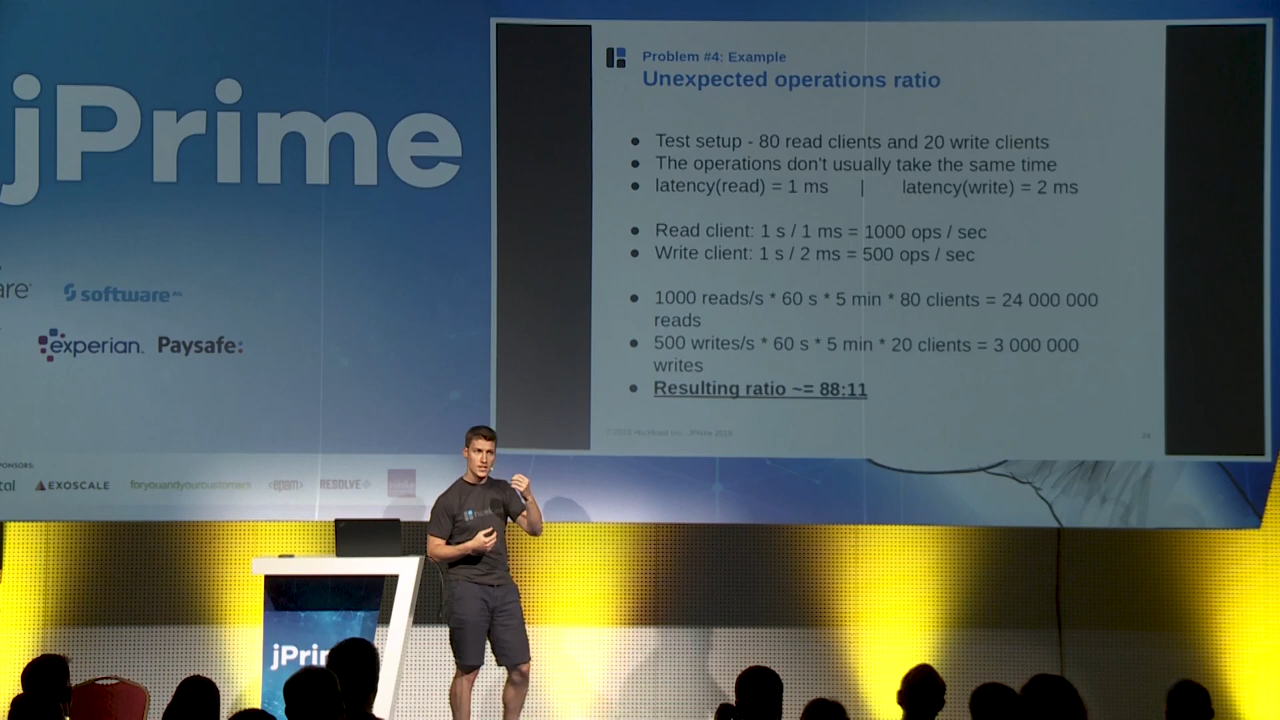 jPrime
are
software AG
experian.
Paysafe:
PONSORS:
tal
EXOSCALE
foryouandyourcustomers
<epam>
RESOLVE
Problem #4: Example
Unexpected operations ratio
● Test setup - 80 read clients and 20 write clients
● The operations don't usually take the same time
● latency(read) = 1 ms | latency(write) = 2 ms
● Read client: 1 s / 1 ms = 1000 ops / sec
● Write client: 1 s / 2 ms = 500 ops / sec
● 1000 reads/s * 60 s * 5 min * 80 clients = 24 000 000
reads
● 500 writes/s * 60 s * 5 min * 20 clients = 3 000 000
writes
● Resulting ratio ~= 88:11
jPrim